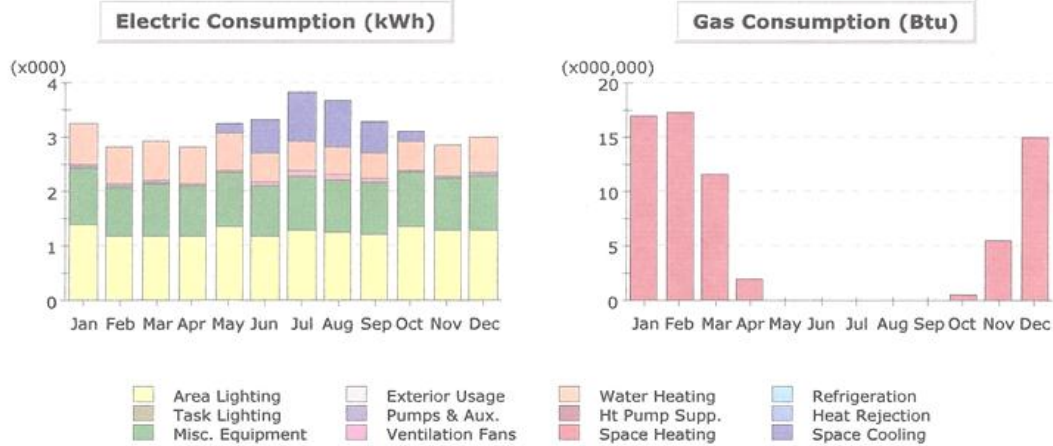 Electric Consumption (kWh)
(x000)
4
3
2
1
0
Jan Feb Mar Apr May Jun Jul Aug Sep Oct Nov Dec
Gas Consumption (Btu)
(x000,000)
20
15
10
5
0
Jan Feb Mar Apr May Jun Jul Aug Sep Oct Nov Dec
Area Lighting
Task Lighting
Misc. Equipment
Exterior Usage
Pumps & Aux.
Ventilation Fans
Water Heating
Ht Pump Supp.
Space Heating
Refrigeration
Heat Rejection
Space Cooling